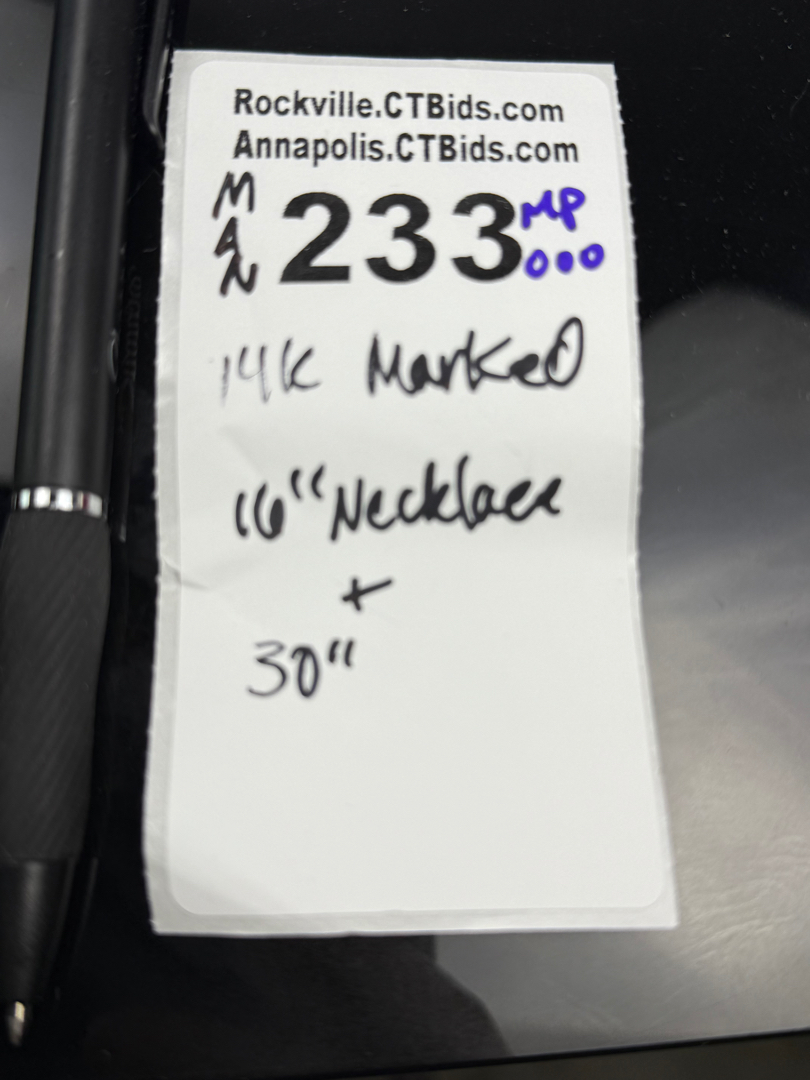 Rockville.CTBids.com
Annapolis.CTBids.com
MAN 233 MP
000
14K MarKeD
16" Necklace
+
30"